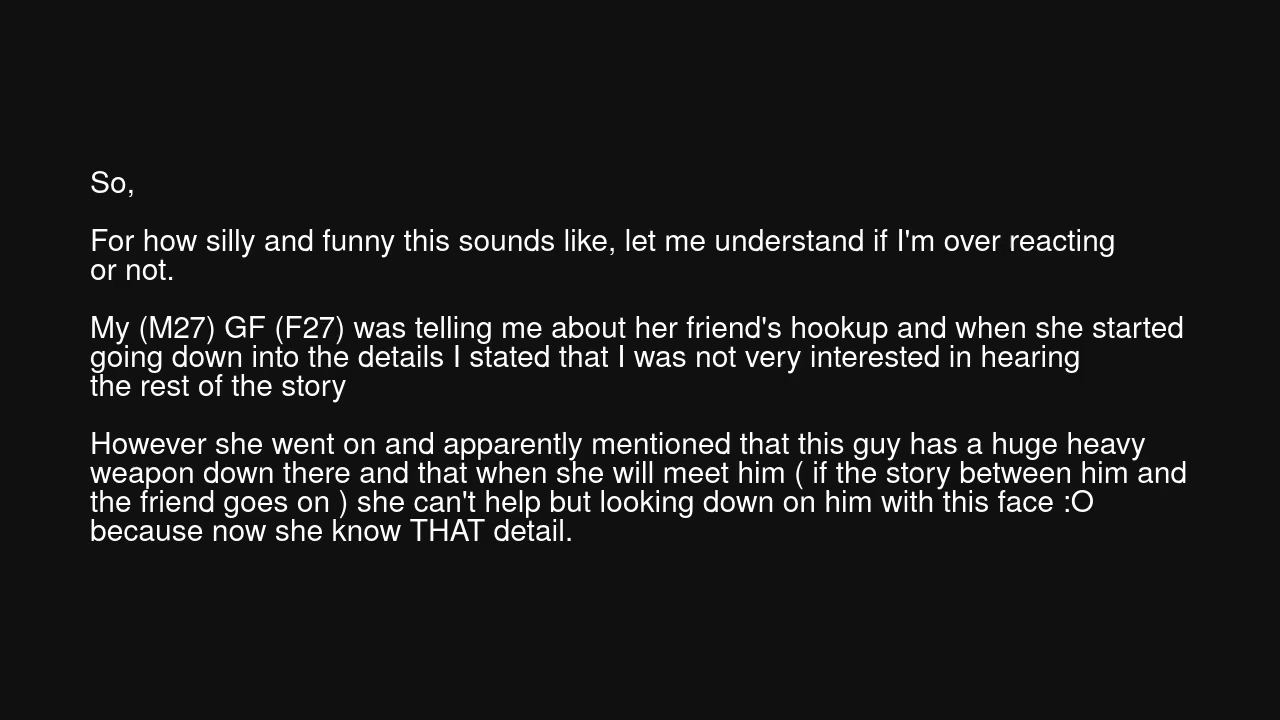 So,
For how silly and funny this sounds like, let me understand if I'm over reacting
or not.
My (M27) GF (F27) was telling me about her friend's hookup and when she started
going down into the details I stated that I was not very interested in hearing
the rest of the story
However she went on and apparently mentioned that this guy has a huge heavy
weapon down there and that when she will meet him ( if the story between him and
the friend goes on ) she can't help but looking down on him with this face :O
because now she know THAT detail.